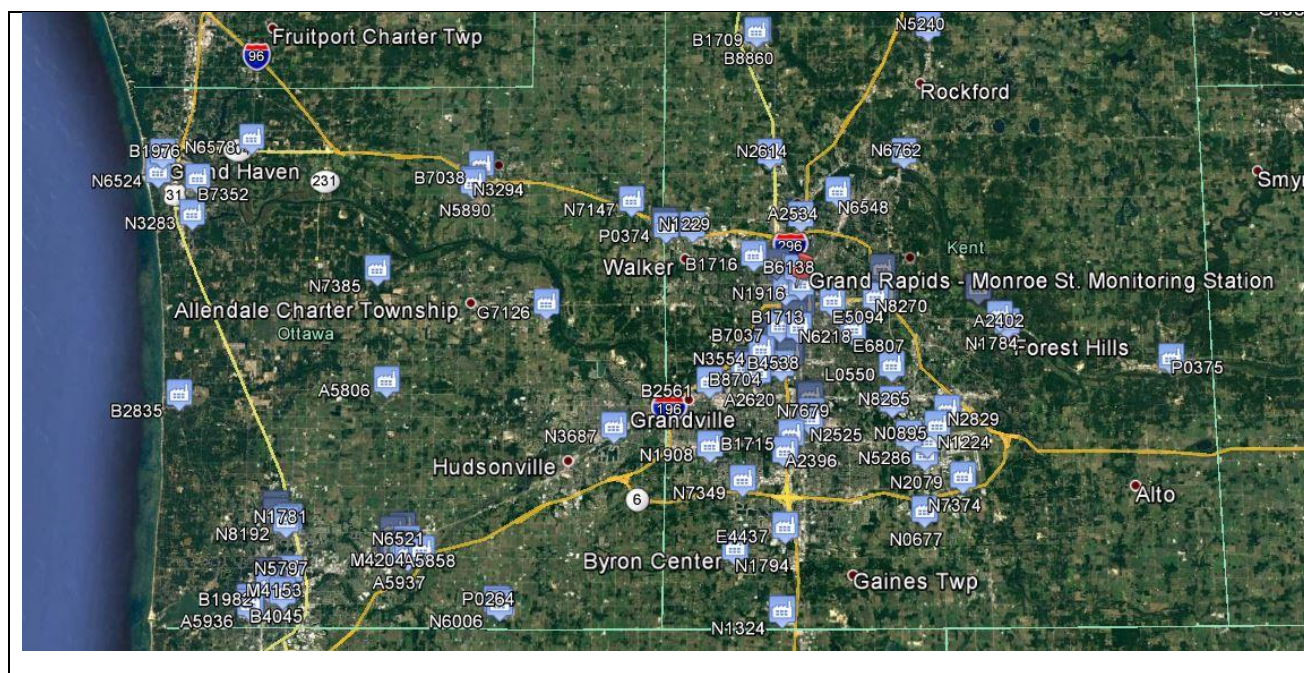 Fruitport Charter Twp
96
B1709
B8860
N5240
Rockford
B1976
N6578
N6524
Grand Haven
31
B7352
231
N3283
B7038
N3294
N5890
N7147
N2614
N6762
Smyr
A2534
N6548
P0374
N1229
296
Kent
Walker
B1716
B6138
N7385
N1916
Grand Rapids - Monroe St. Monitoring Station
Allendale Charter Township
G7126
Ottawa
B1713
E5094
N8270
A2402
B7037
N6218
N1784
E6807
Forest Hills
N3554
B4538
P0375
A5806
B8704
L0550
B2561
A2620
B2835
196
N7679
N8265
Grandville
N2829
N3687
B1715
N2525
N0895
N1224
N1908
A2396
N5286
Hudsonville
N7349
N2079
6
N7374
Alto
N1781
N8192
N6521
E4437
N0677
M4204
A5858
Byron Center
N1794
N5797
A5937
Gaines Twp
M4153
B1982
P0264
A5936
B4045
N6006
N1324